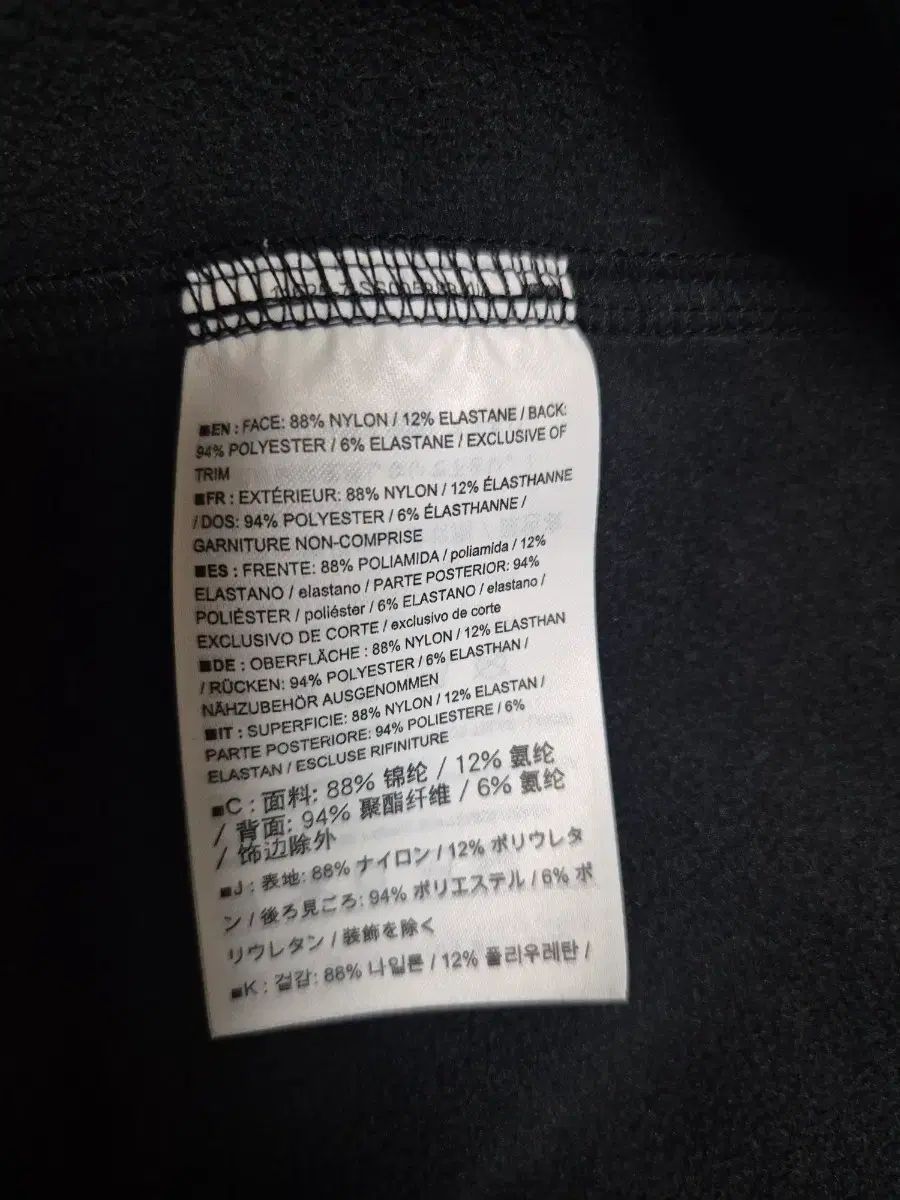 ■EN : FACE: 88% NYLON / 12% ELASTANE / BACK:
94% POLYESTER / 6% ELASTANE / EXCLUSIVE OF
TRIM
■FR : EXTÉRIEUR: 88% NYLON / 12% ÉLASTHANNE
/ DOS: 94% POLYESTER / 6% ÉLASTHANNE /
GARNITURE NON-COMPRISE
■ES : FRENTE: 88% POLIAMIDA / poliamida / 12%
ELASTANO / elastano / PARTE POSTERIOR: 94%
POLIÉSTER / poliéster / 6% ELASTANO / elastano /
EXCLUSIVO DE CORTE / exclusivo de corte
■DE : OBERFLÄCHE : 88% NYLON / 12% ELASTHAN
/ RÜCKEN: 94% POLYESTER / 6% ELASTHAN /
NÄHZUBEHÖR AUSGENOMMEN
■IT : SUPERFICIE: 88% NYLON / 12% ELASTAN /
PARTE POSTERIORE: 94% POLIESTERE / 6%
ELASTAN / ESCLUSE RIFINITURE
■C : 面料: 88% 锦纶 / 12% 氨纶
/ 背面: 94% 聚酯纤维 / 6% 氨纶
/ 饰边除外
■J : 表地: 88% ナイロン / 12% ポリウレタ
ン / 後ろ見ごろ: 94% ポリエステル / 6% ポ
リウレタン / 装飾を除く
■K : 겉감: 88% 나일론 / 12% 폴리우레탄 /